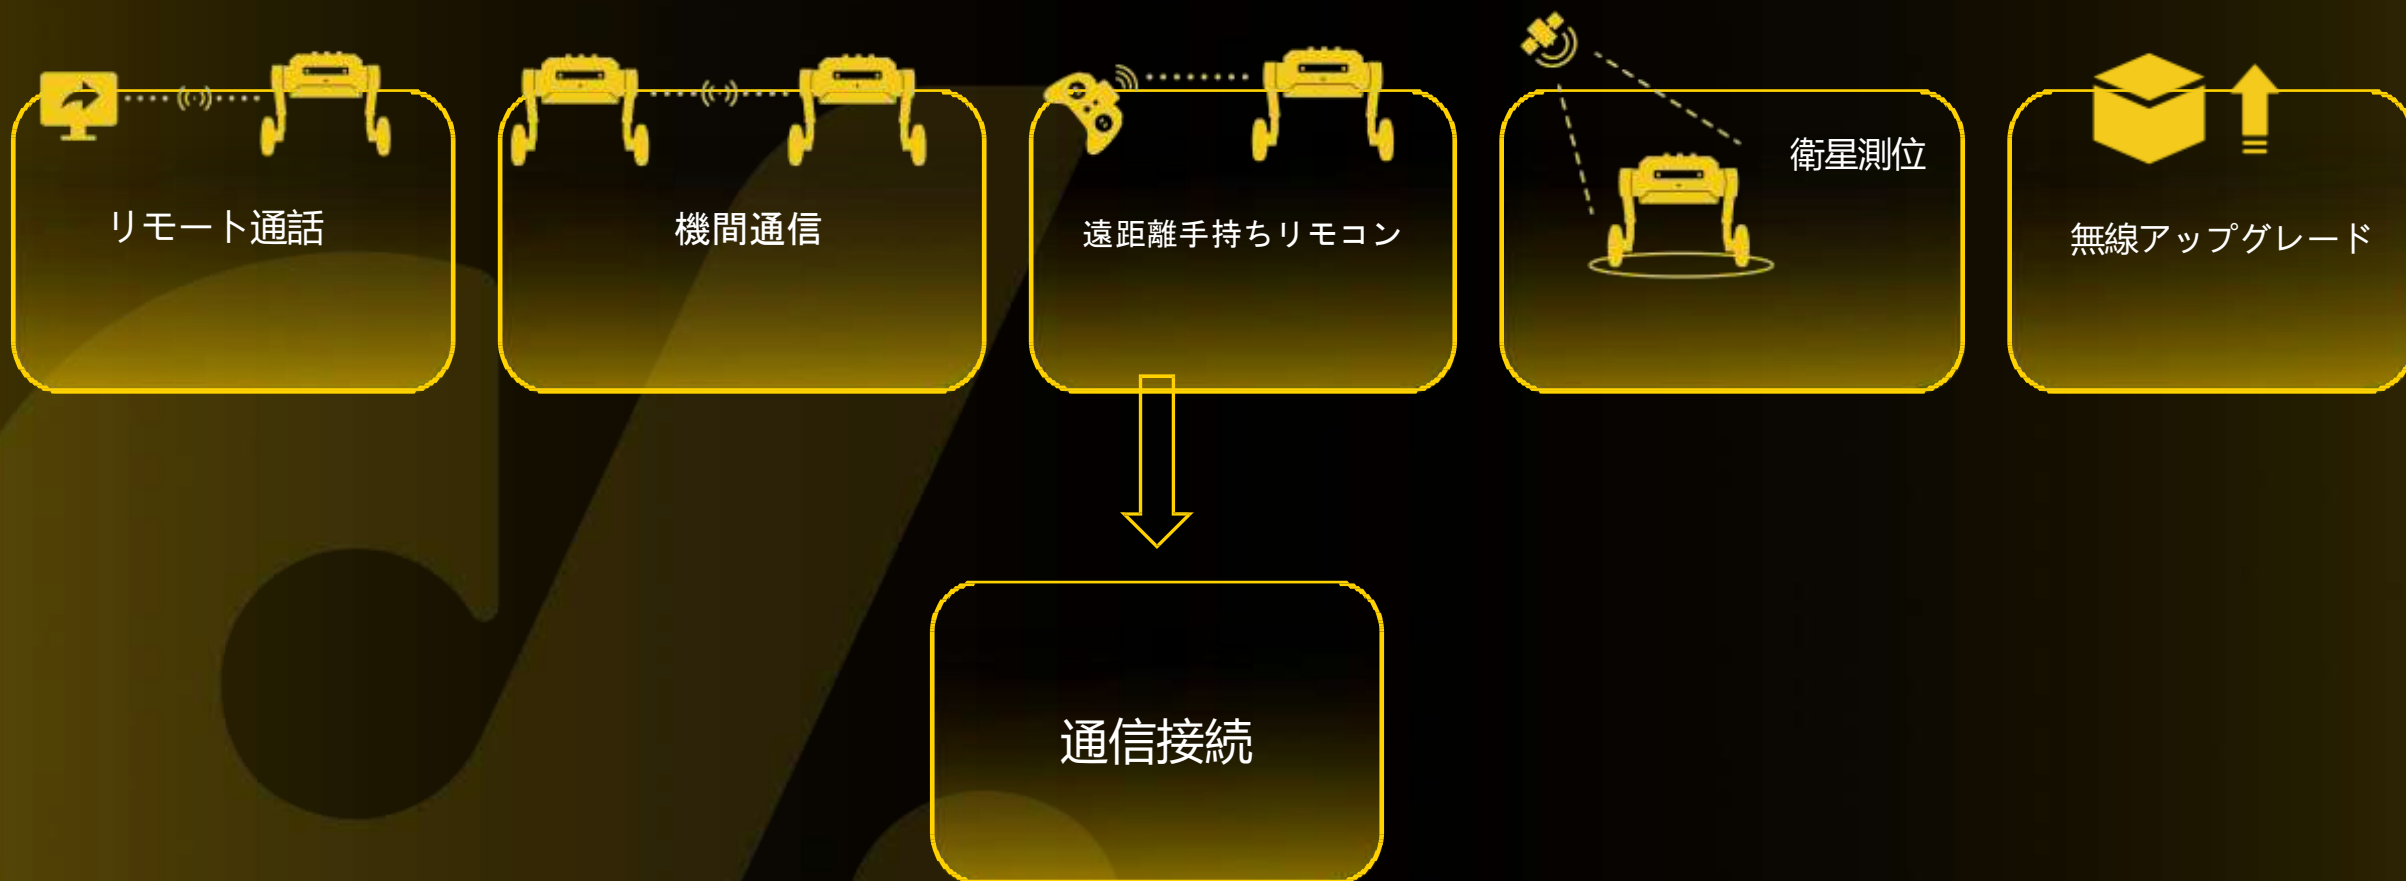 リモート通話
機間通信
遠距離手持ちリモコン
衛星測位
無線アップグレード
通信接続